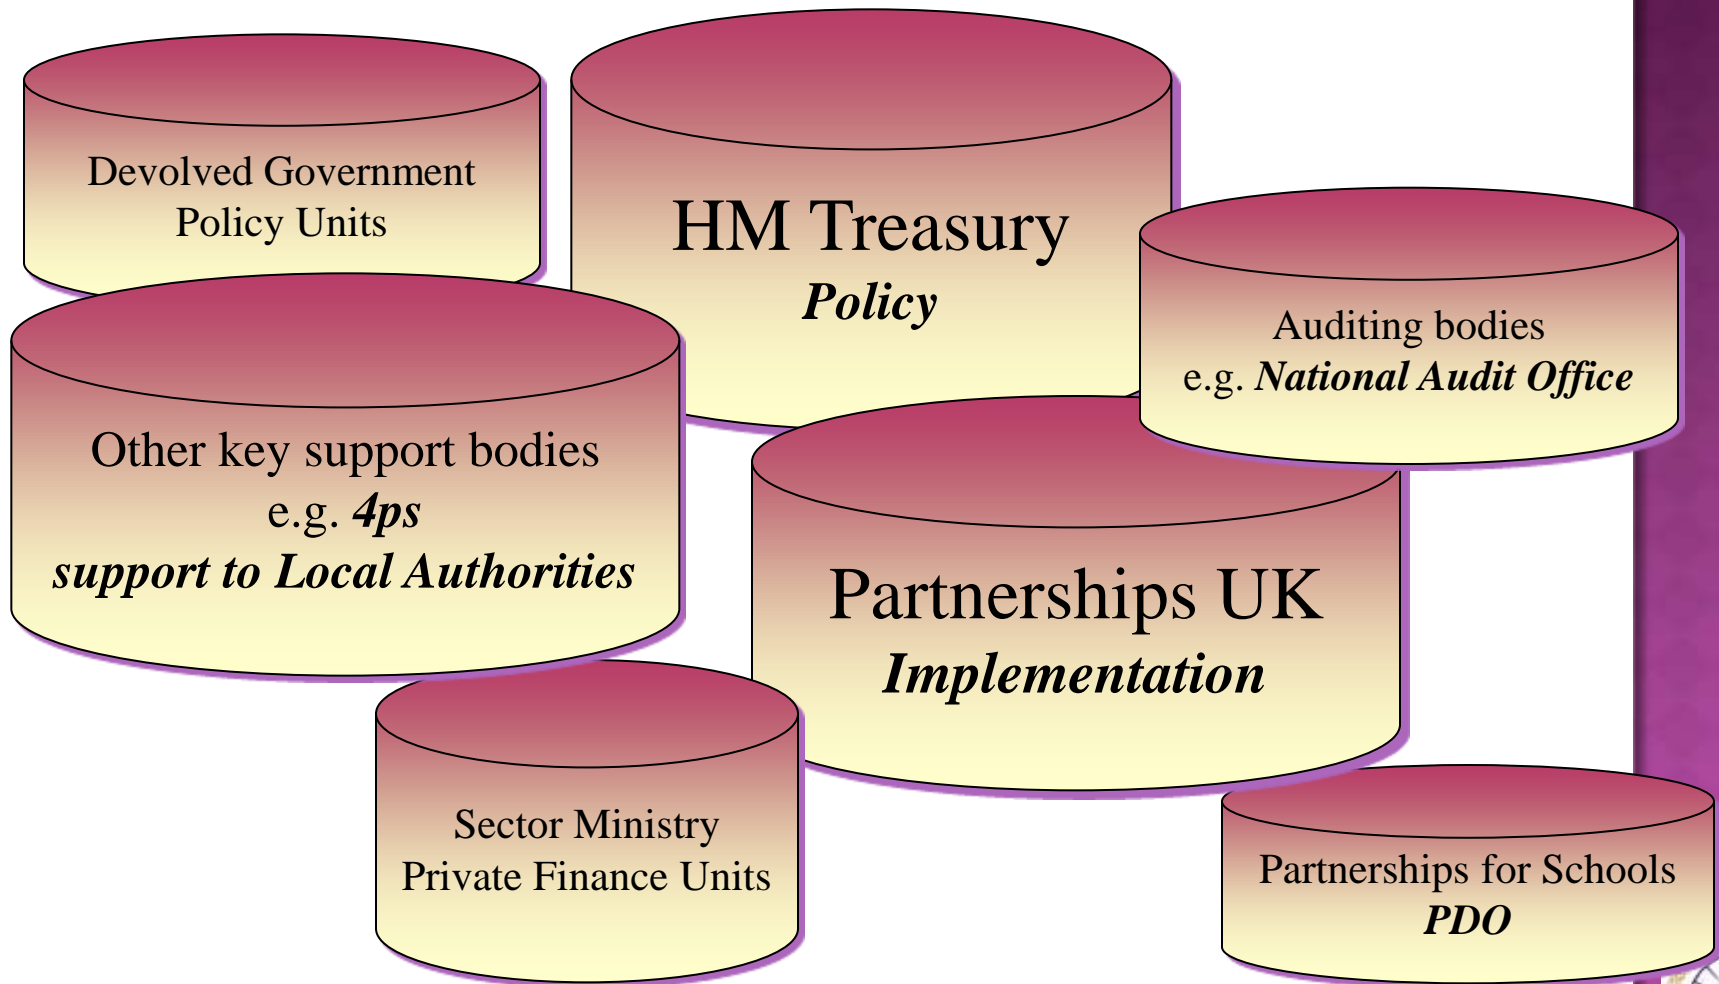 Devolved Government
Policy Units
HM Treasury
Policy
Auditing bodies
e.g. National Audit Office
Other key support bodies
e.g. 4ps
support to Local Authorities
Partnerships UK
Implementation
Sector Ministry
Private Finance Units
Partnerships for Schools
PDO